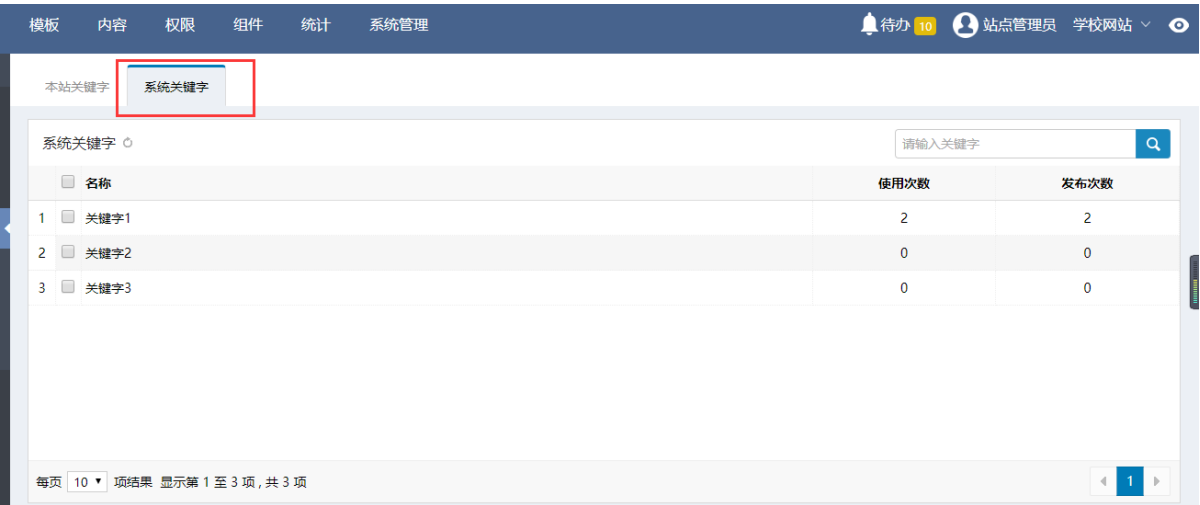 模板 内容 权限 组件 统计 系统管理 待办 10 站点管理员 学校网站
本站关键字 系统关键字
系统关键字 请输入关键字
名称 使用次数 发布次数
1 关键字1 2 2
2 关键字2 0 0
3 关键字3 0 0
每页 10 项结果 显示第 1 至 3 项 , 共 3 项 1